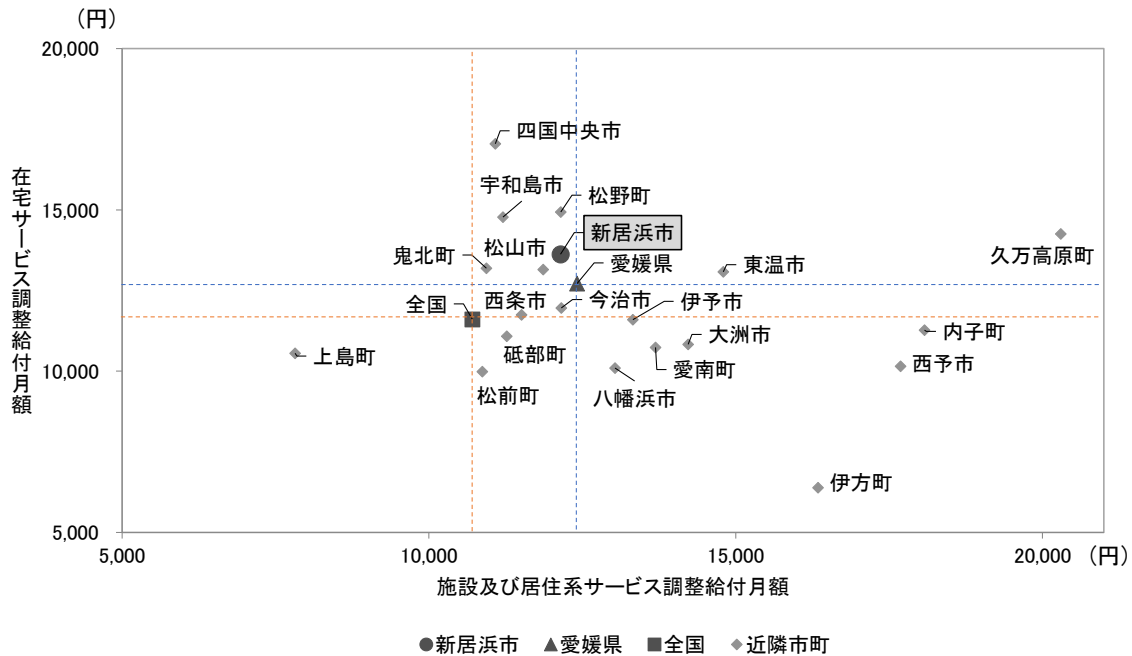 （円）
20,000
15,000
10,000
5,000
在宅サービス調整給付月額
四国中央市
宇和島市
松野町
新居浜市
鬼北町
松山市
愛媛県
東温市
久万高原町
全国
西条市
今治市
伊予市
上島町
砥部町
大洲市
内子町
松前町
愛南町
西予市
八幡浜市
伊方町
5,000
10,000
15,000
20,000
（円）
施設及び居住系サービス調整給付月額
●新居浜市 ▲愛媛県 ■全国 ◆近隣市町